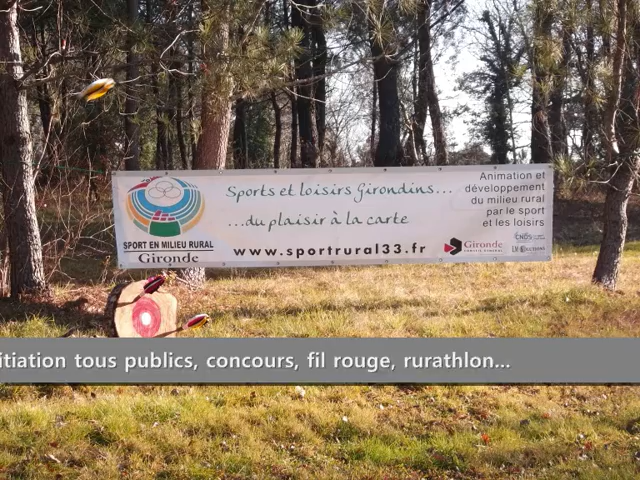 Sports et loisirs Girondins...
...du plaisir à la carte
www.sportrural33.fr
SPORT EN MILIEU RURAL
Gironde
Animation et
développement
du milieu rural
par le sport
et les loisirs
Gironde
CNDS
itiation tous publics, concours, fil rouge, rurathlon...